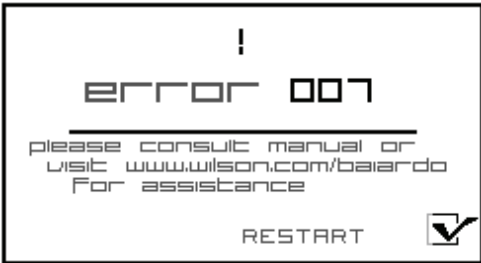 !
error 007
please consult manual or
visit www.wilson.com/baiardo
For assistance
RESTART